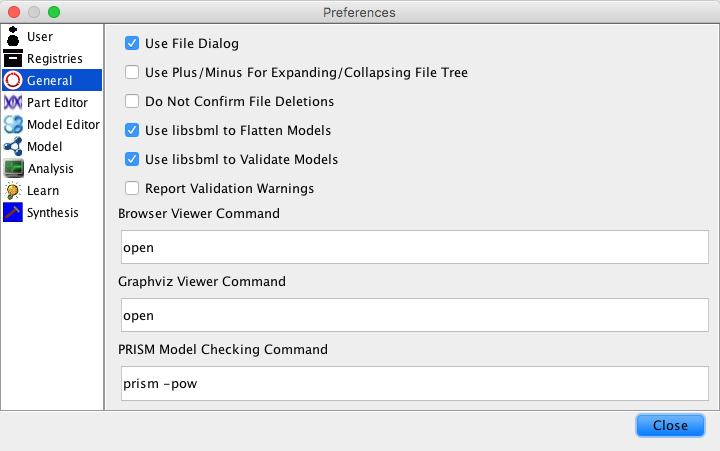 Preferences
User
Registries
General
Part Editor
Model Editor
Model
Analysis
Learn
Synthesis
Use File Dialog
Use Plus/Minus For Expanding/Collapsing File Tree
Do Not Confirm File Deletions
Use libsbml to Flatten Models
Use libsbml to Validate Models
Report Validation Warnings
Browser Viewer Command
open
Graphviz Viewer Command
open
PRISM Model Checking Command
prism -pow
Close